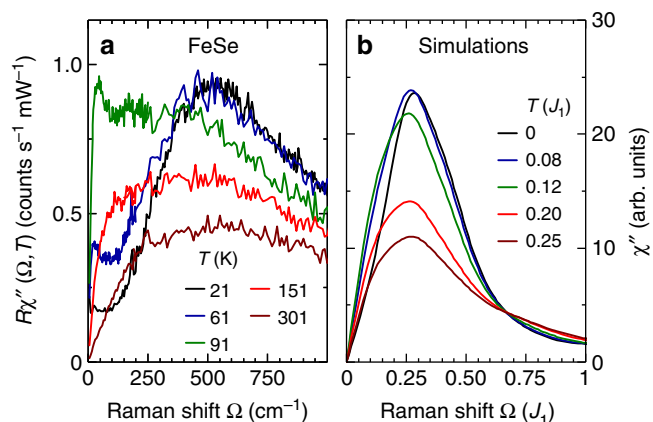 a FeSe
b Simulations
Rχ″ (Ω, T) (counts s⁻¹ mW⁻¹)
1.0
0.5
0
T (K)
21 151
61 301
91
0 250 500 750
Raman shift Ω (cm⁻¹)
T (J₁)
0
0.08
0.12
0.20
0.25
30
20
10
0
χ″ (arb. units)
0 0.25 0.50 0.75 1
Raman shift Ω (J₁)